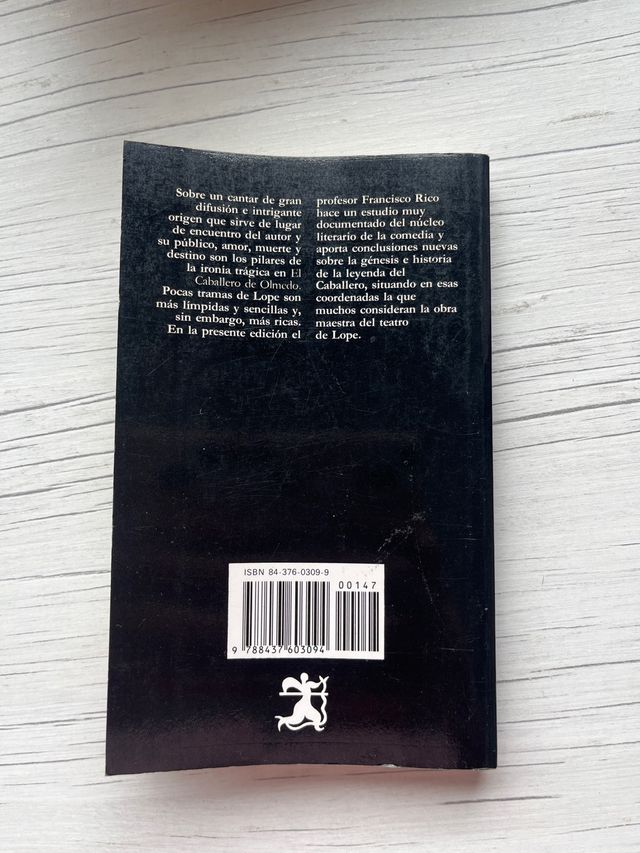 Sobre un cantar de gran
difusión e intrigante
origen que sirve de lugar
de encuentro del autor y
su público, amor, muerte y
destino son los pilares de
la ironía trágica en El
Caballero de Olmedo.
Pocas tramas de Lope son
más límpidas y sencillas y,
sin embargo, más ricas.
En la presente edición el
profesor Francisco Rico
hace un estudio muy
documentado del núcleo
literario de la comedia y
aporta conclusiones nuevas
sobre la génesis e historia
de la leyenda del
Caballero, situando en esas
coordenadas la que
muchos consideran la obra
maestra del teatro
de Lope.
ISBN 84-376-0309-9
00147
9 788437 603094